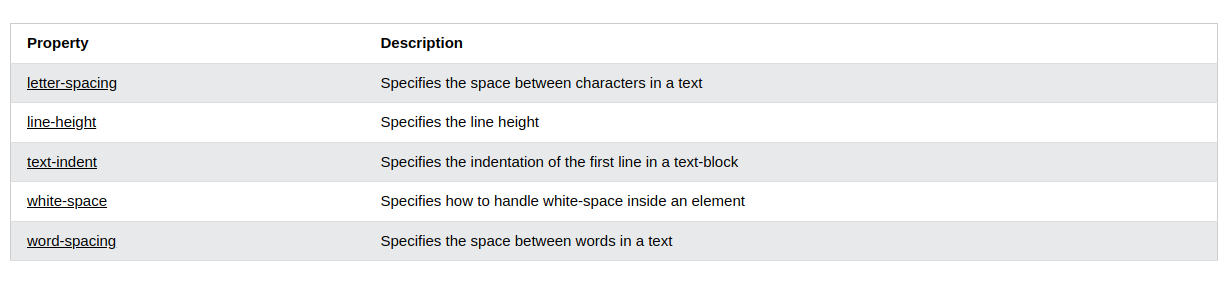 Property Description
letter-spacing Specifies the space between characters in a text
line-height Specifies the line height
text-indent Specifies the indentation of the first line in a text-block
white-space Specifies how to handle white-space inside an element
word-spacing Specifies the space between words in a text